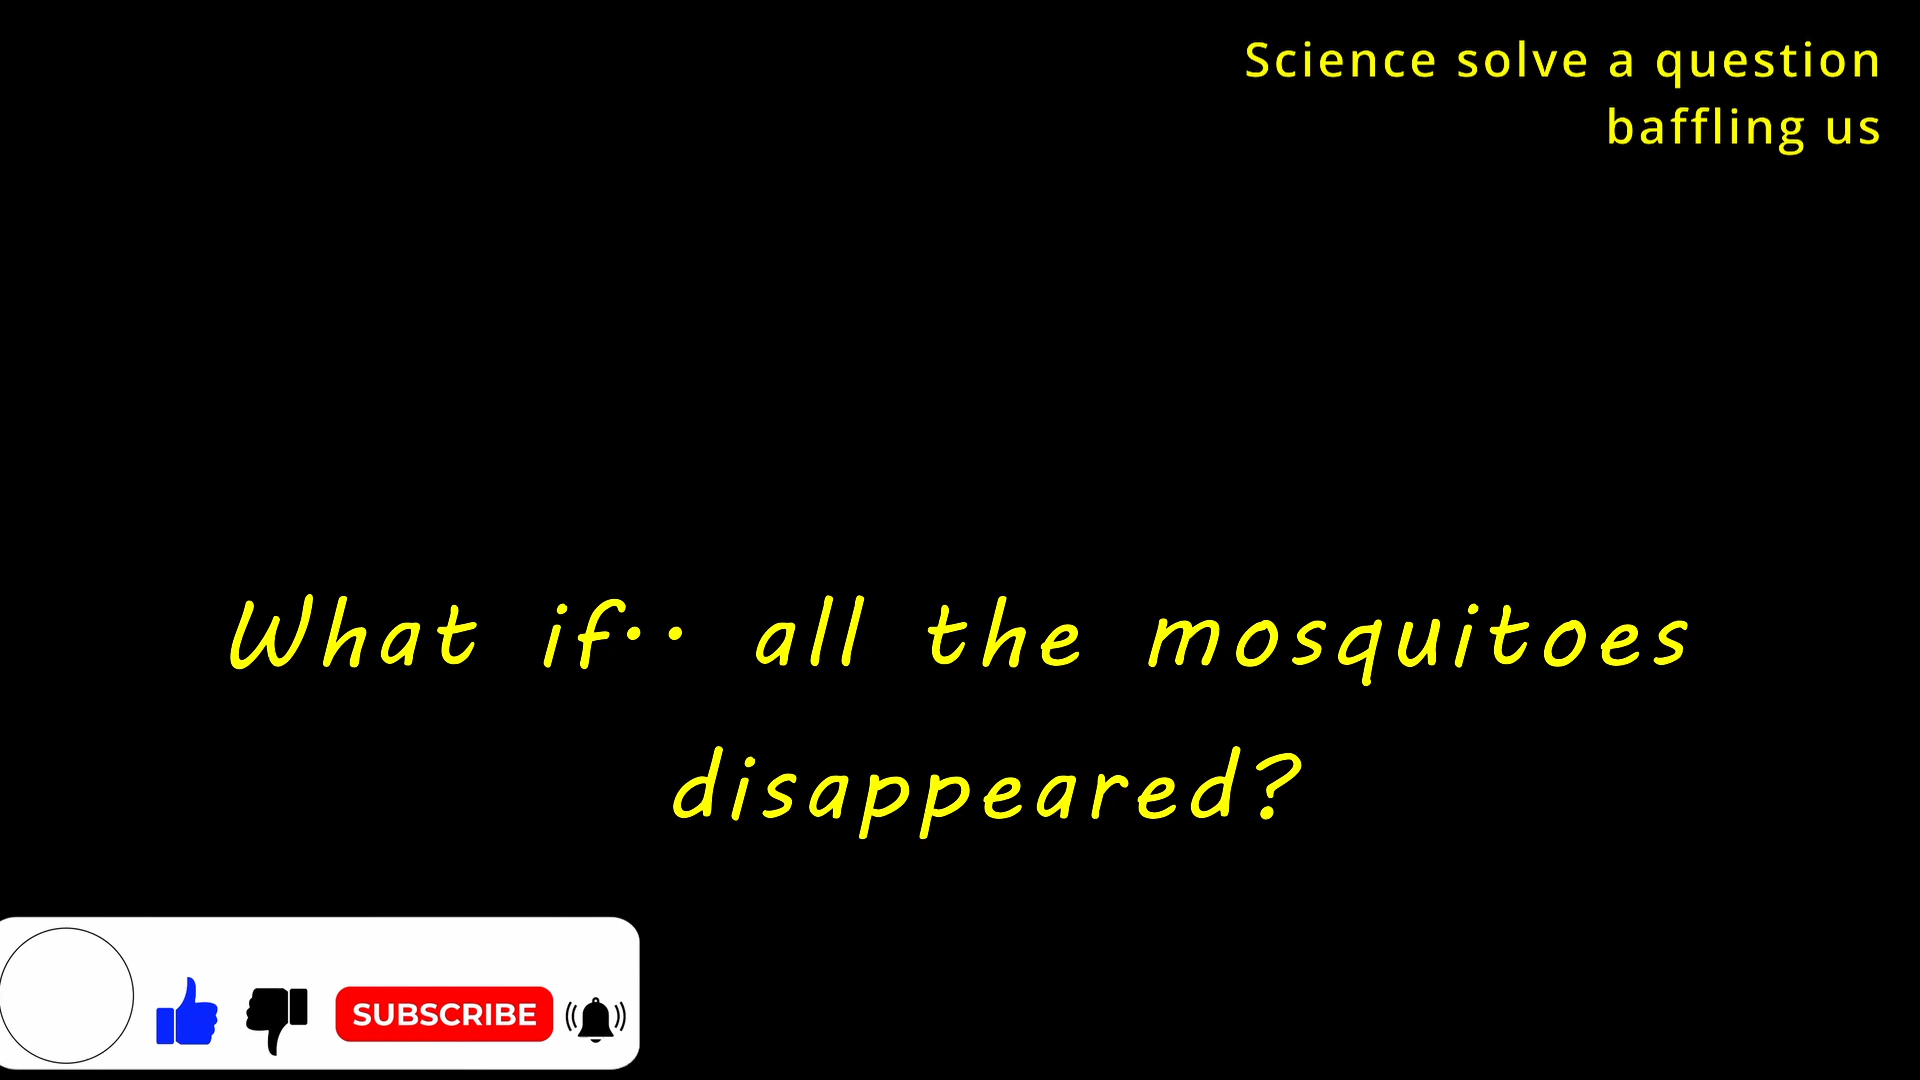 Science solve a question
baffling us
What if.. all the mosquitoes
disappeared?
SUBSCRIBE